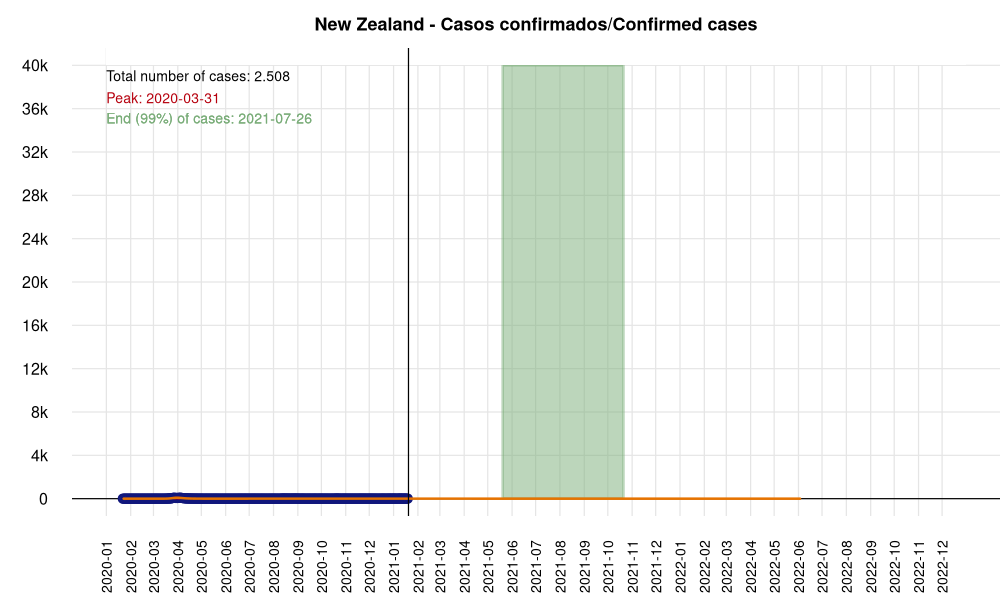 New Zealand - Casos confirmados/Confirmed cases
Total number of cases: 2.508
Peak: 2020-03-31
End (99%) of cases: 2021-07-26
40k
36k
32k
28k
24k
20k
16k
12k
8k
4k
0
2020-01
2020-02
2020-03
2020-04
2020-05
2020-06
2020-07
2020-08
2020-09
2020-10
2020-11
2020-12
2021-01
2021-02
2021-03
2021-04
2021-05
2021-06
2021-07
2021-08
2021-09
2021-10
2021-11
2021-12
2022-01
2022-02
2022-03
2022-04
2022-05
2022-06
2022-07
2022-08
2022-09
2022-10
2022-11
2022-12